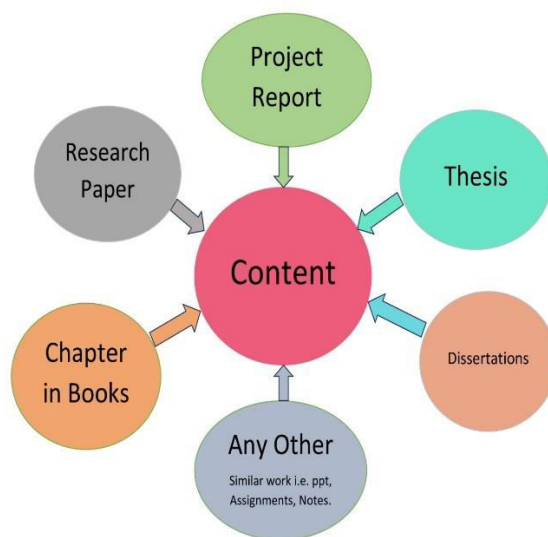 Project
Report
Research
Paper
Thesis
Content
Chapter
in Books
Dissertations
Any Other
Similar work i.e. ppt,
Assignments, Notes.